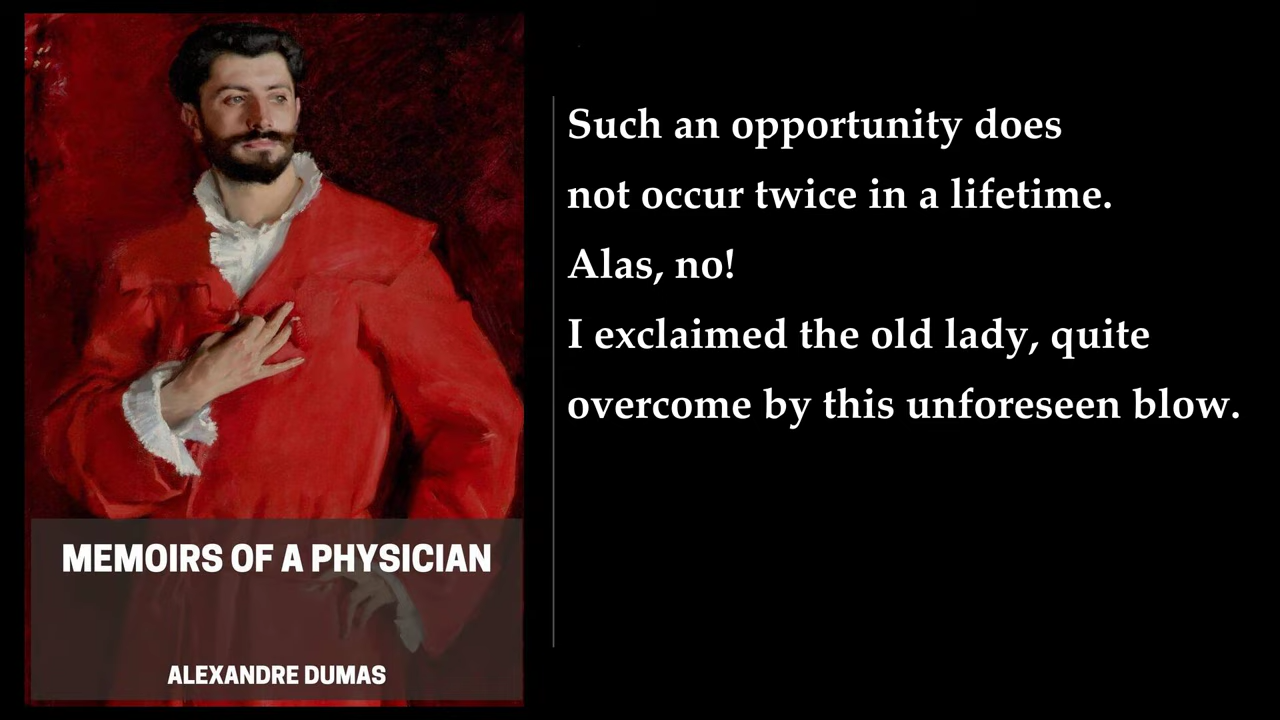 MEMOIRS OF A PHYSICIAN
ALEXANDRE DUMAS
Such an opportunity does
not occur twice in a lifetime.
Alas, no!
I exclaimed the old lady, quite
overcome by this unforeseen blow.